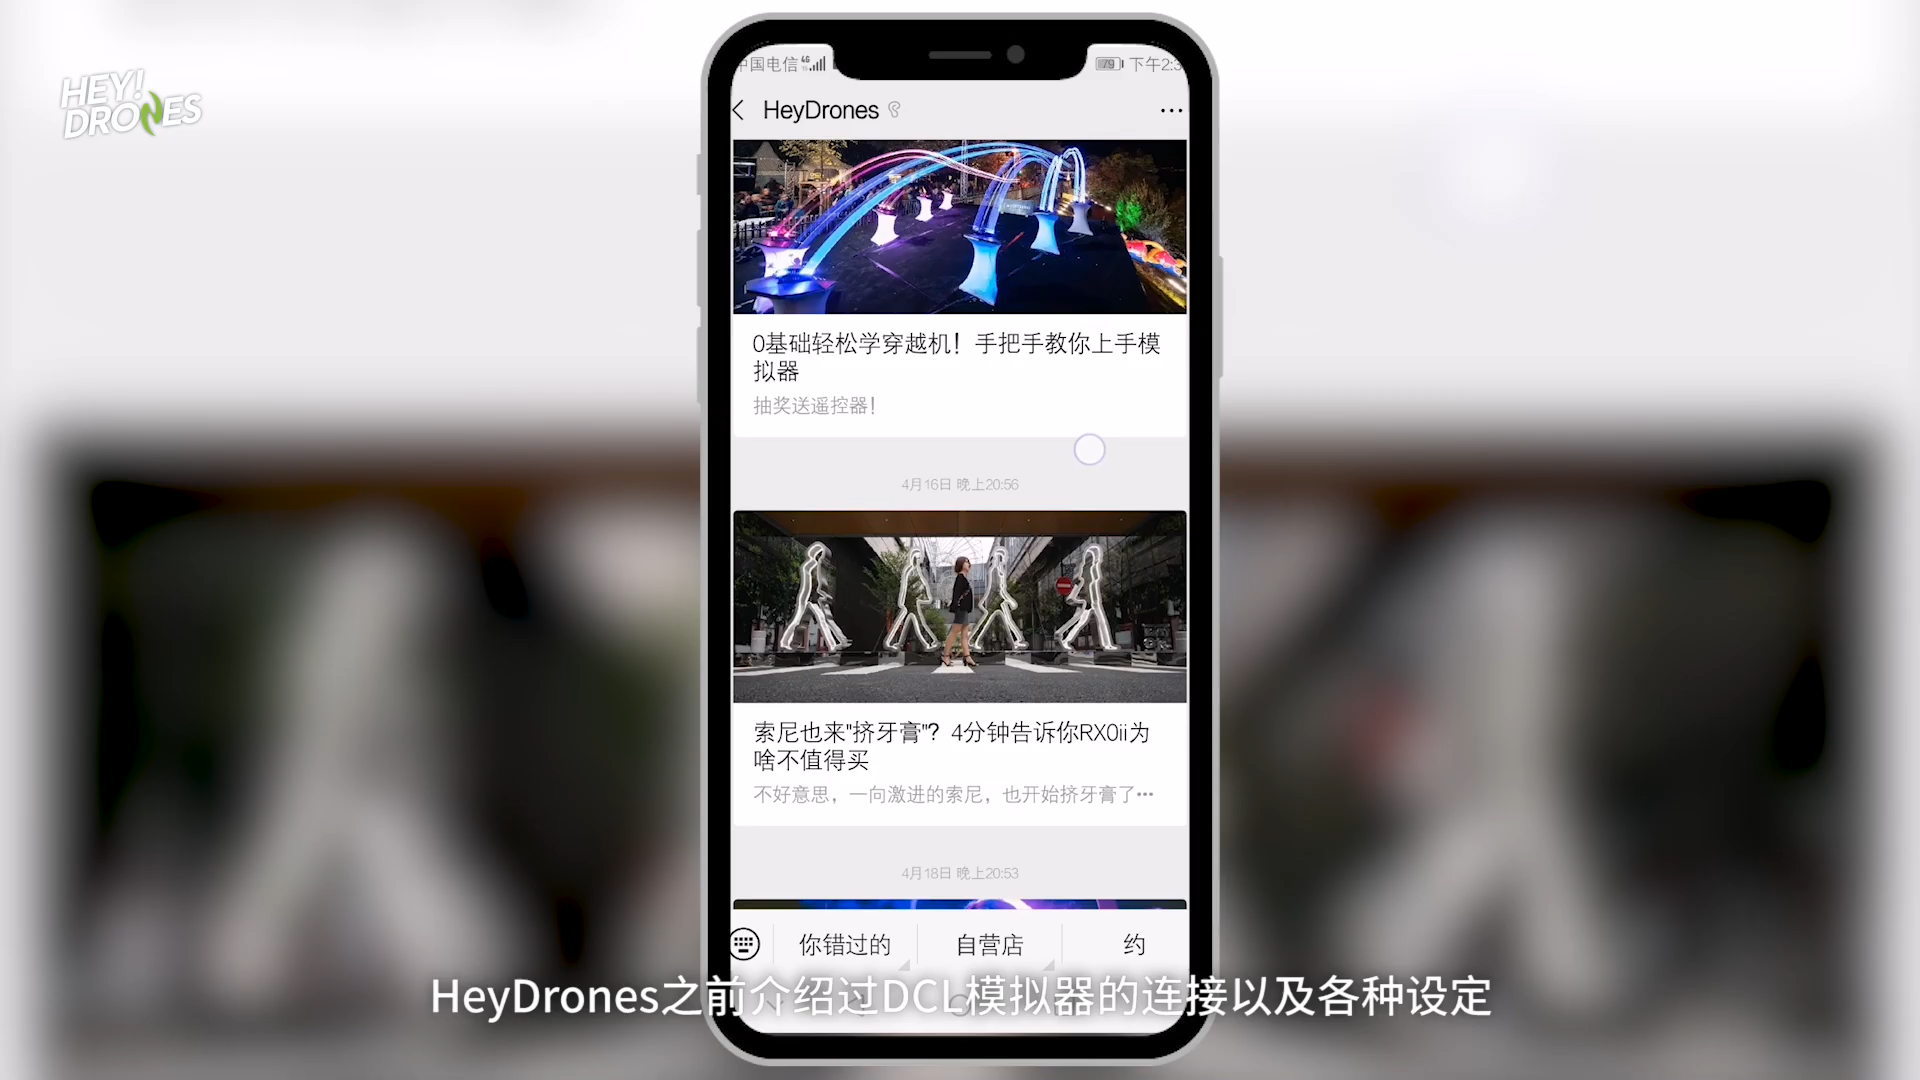 HEY!
DRONES
中国电信 4G
79 下午2:3
HeyDrones
0基础轻松学穿越机！手把手教你上手模
拟器
抽奖送遥控器！
4月16日 晚上20:56
索尼也来"挤牙膏"？4分钟告诉你RX0ii为
啥不值得买
不好意思，一向激进的索尼，也开始挤牙膏了···
4月18日 晚上20:53
你错过的
自营店
约
HeyDrones之前介绍过DCL模拟器的连接以及各种设定